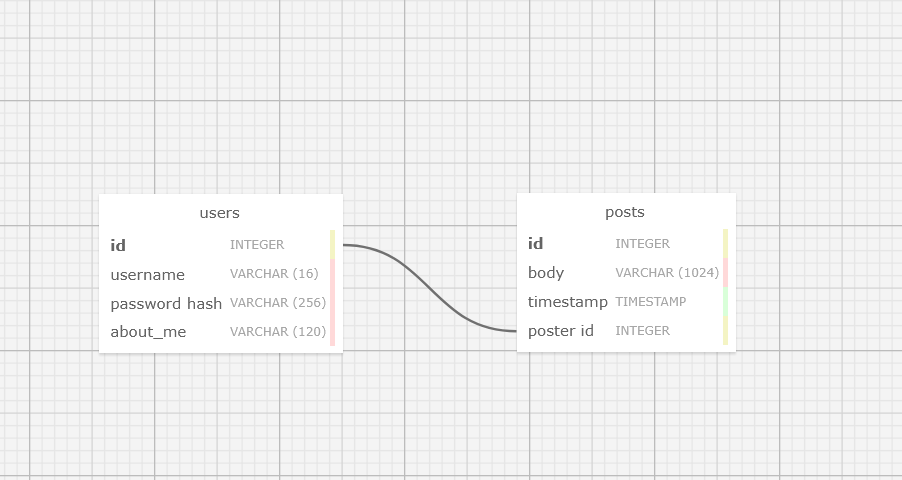 users
id INTEGER
username VARCHAR (16)
password hash VARCHAR (256)
about_me VARCHAR (120)
posts
id INTEGER
body VARCHAR (1024)
timestamp TIMESTAMP
poster id INTEGER